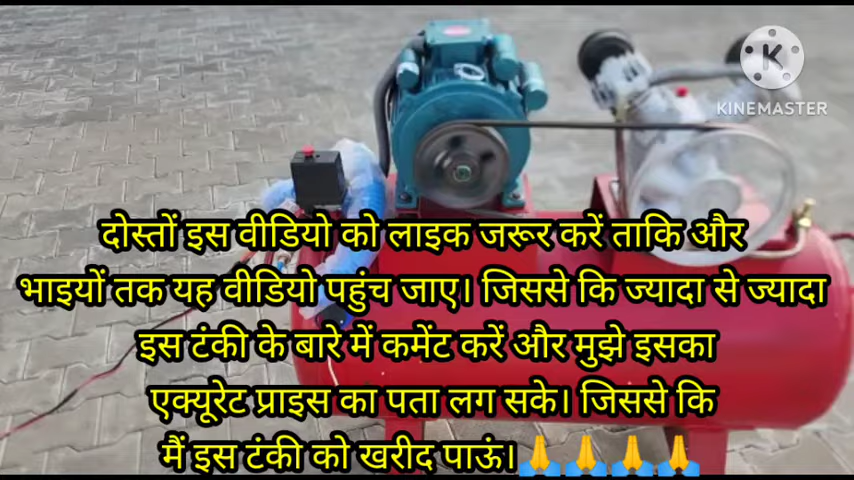 K
KINEMASTER
दोस्तों इस वीडियो को लाइक जरूर करें ताकि और
भाइयों तक यह वीडियो पहुंच जाए। जिससे कि ज्यादा से ज्यादा
इस टंकी के बारे में कमेंट करें और मुझे इसका
एक्यूरेट प्राइस का पता लग सके। जिससे कि
मैं इस टंकी को खरीद पाऊं।🙏🙏🙏🙏